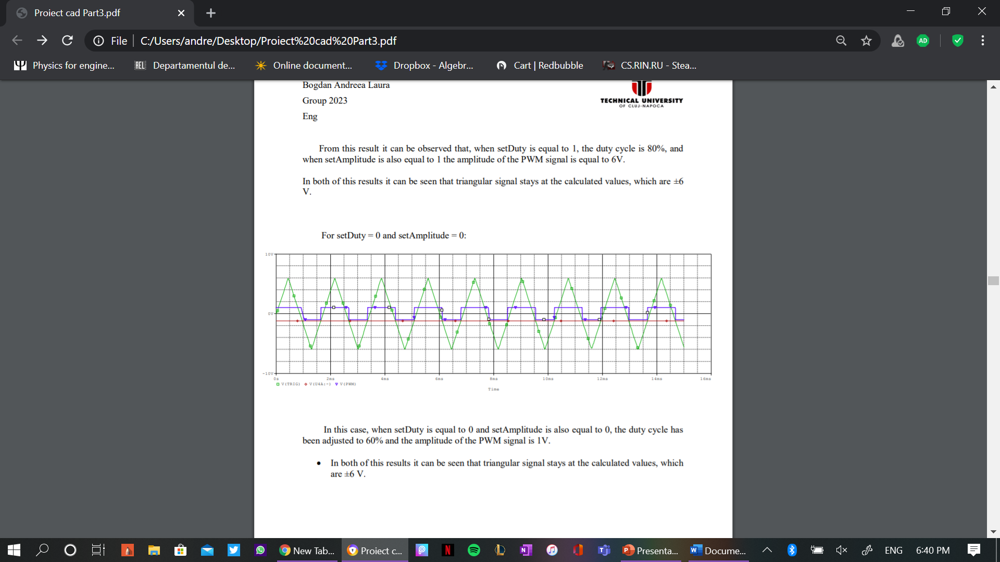 Proiect cad Part3.pdf
File
C:/Users/andre/Desktop/Proiect%20cad%20Part3.pdf
AD
Physics for engine...
REL
Departamentul de...
Online document...
Dropbox - Algebr...
Cart | Redbubble
CS.RIN.RU - Stea...
Bogdan Andreea Laura
Group 2023
Eng
TECHNICAL UNIVERSITY
OF CLUJ-NAPOCA
From this result it can be observed that, when setDuty is equal to 1, the duty cycle is 80%, and
when setAmplitude is also equal to 1 the amplitude of the PWM signal is equal to 6V.
In both of this results it can be seen that triangular signal stays at the calculated values, which are ±6
V.
For setDuty = 0 and setAmplitude = 0:
10V
0V
-10V
0s 2ms 4ms 6ms 8ms 10ms 12ms 14ms 16ms
V(TRIG) V(U4A:-) V(PWM)
Time
In this case, when setDuty is equal to 0 and setAmplitude is also equal to 0, the duty cycle has
been adjusted to 60% and the amplitude of the PWM signal is 1V.
• In both of this results it can be seen that triangular signal stays at the calculated values, which
are ±6 V.
New Tab...
Proiect c...
Presenta...
Docume...
ENG
6:40 PM